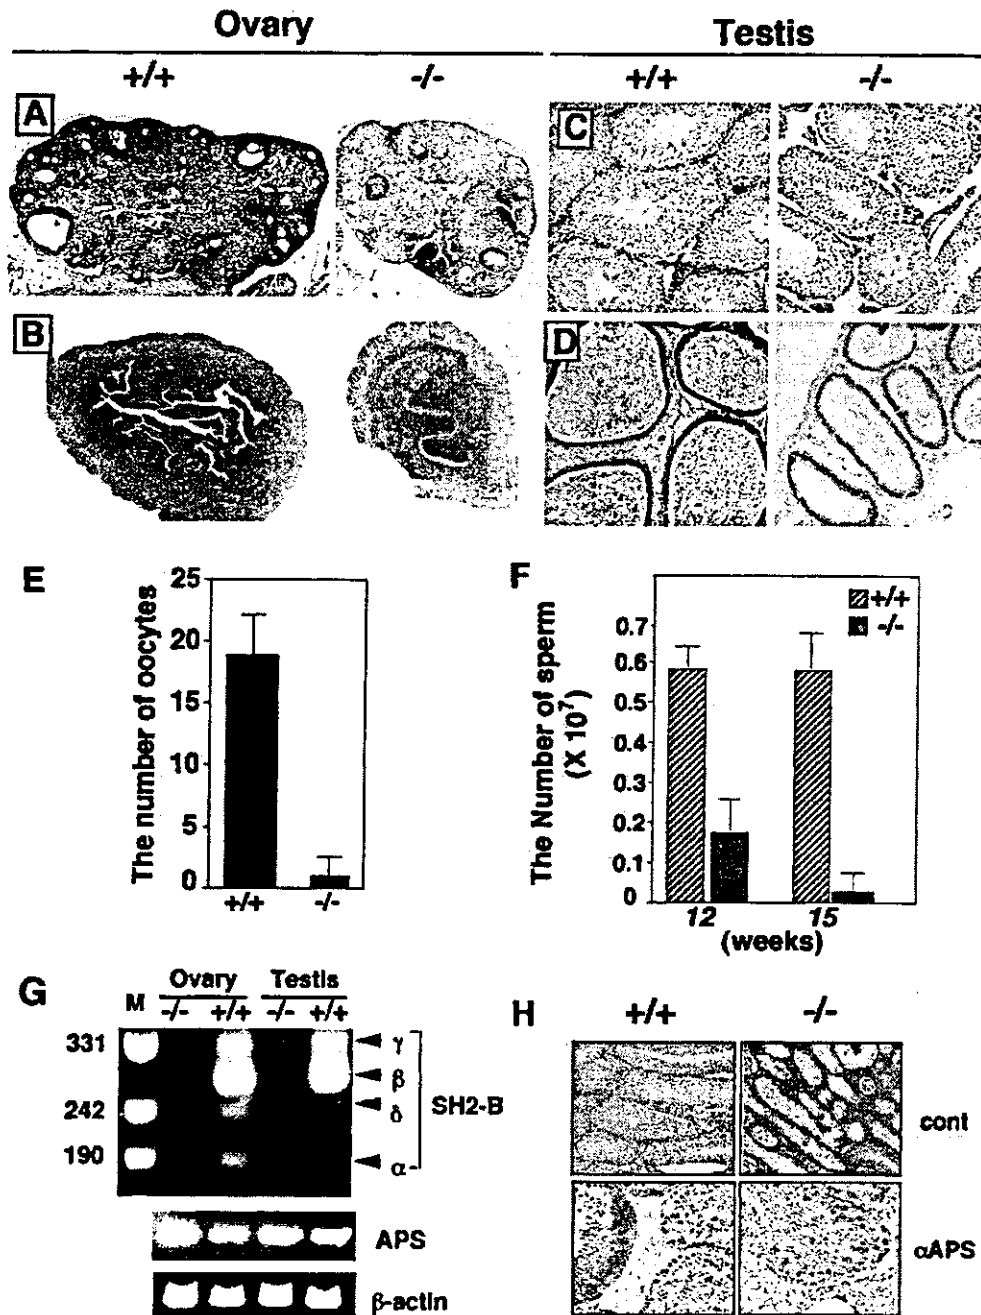 Ovary
Testis
+/+
-/-
+/+
-/-
A
C
B
D
E
The number of oocytes
25
20
15
10
5
0
+/+
-/-
F
The Number of sperm
(X 10⁷)
0.7
0.6
0.4
0.3
0.2
0.1
0
+/+
-/-
12
15
(weeks)
G
Ovary
Testis
M
-/-
+/+
-/-
+/+
331
242
190
γ
β
δ
α
SH2-B
APS
β-actin
H
+/+
-/-
cont
αAPS